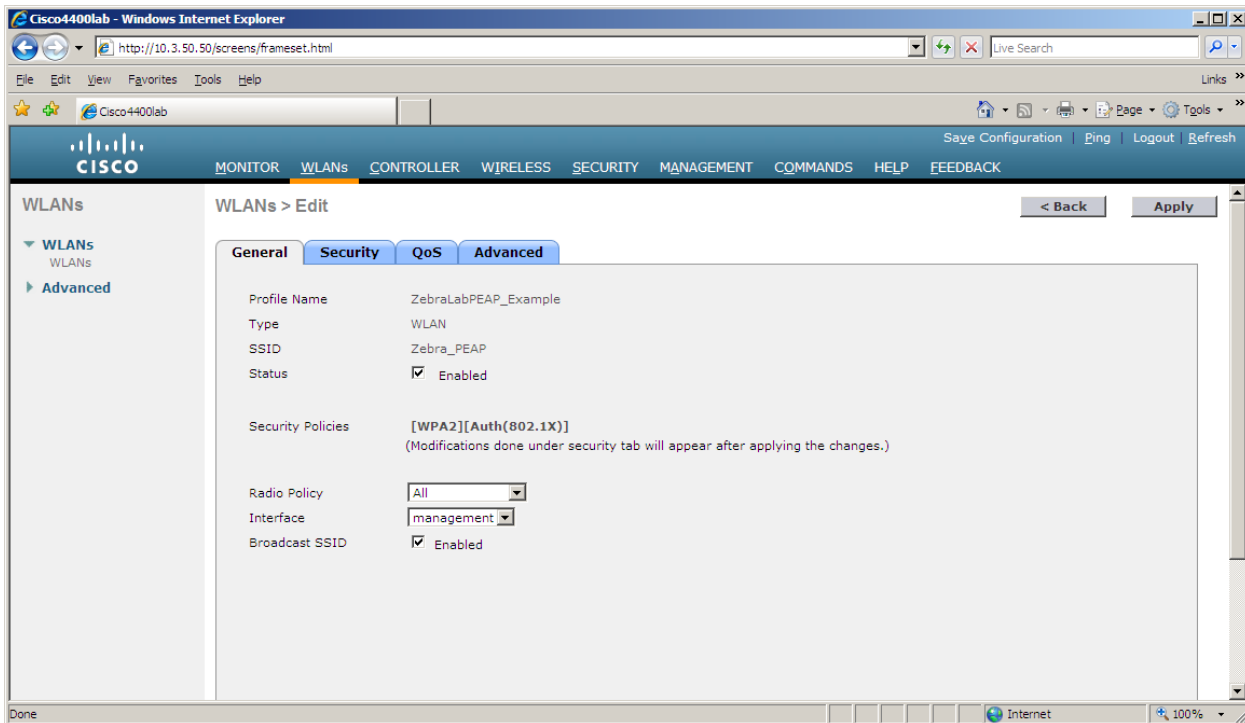 Cisco4400lab - Windows Internet Explorer
http://10.3.50.50/screens/frameset.html
Live Search
File Edit View Favorites Tools Help
Links »
Cisco4400lab
Page Tools »
Save Configuration | Ping | Logout | Refresh
CISCO
MONITOR WLANs CONTROLLER WIRELESS SECURITY MANAGEMENT COMMANDS HELP FEEDBACK
WLANs
WLANs
WLANs
Advanced
WLANs > Edit
< Back
Apply
General Security QoS Advanced
Profile Name ZebraLabPEAP_Example
Type WLAN
SSID Zebra_PEAP
Status Enabled
Security Policies [WPA2][Auth(802.1X)]
(Modifications done under security tab will appear after applying the changes.)
Radio Policy All
Interface management
Broadcast SSID Enabled
Done
Internet
100%